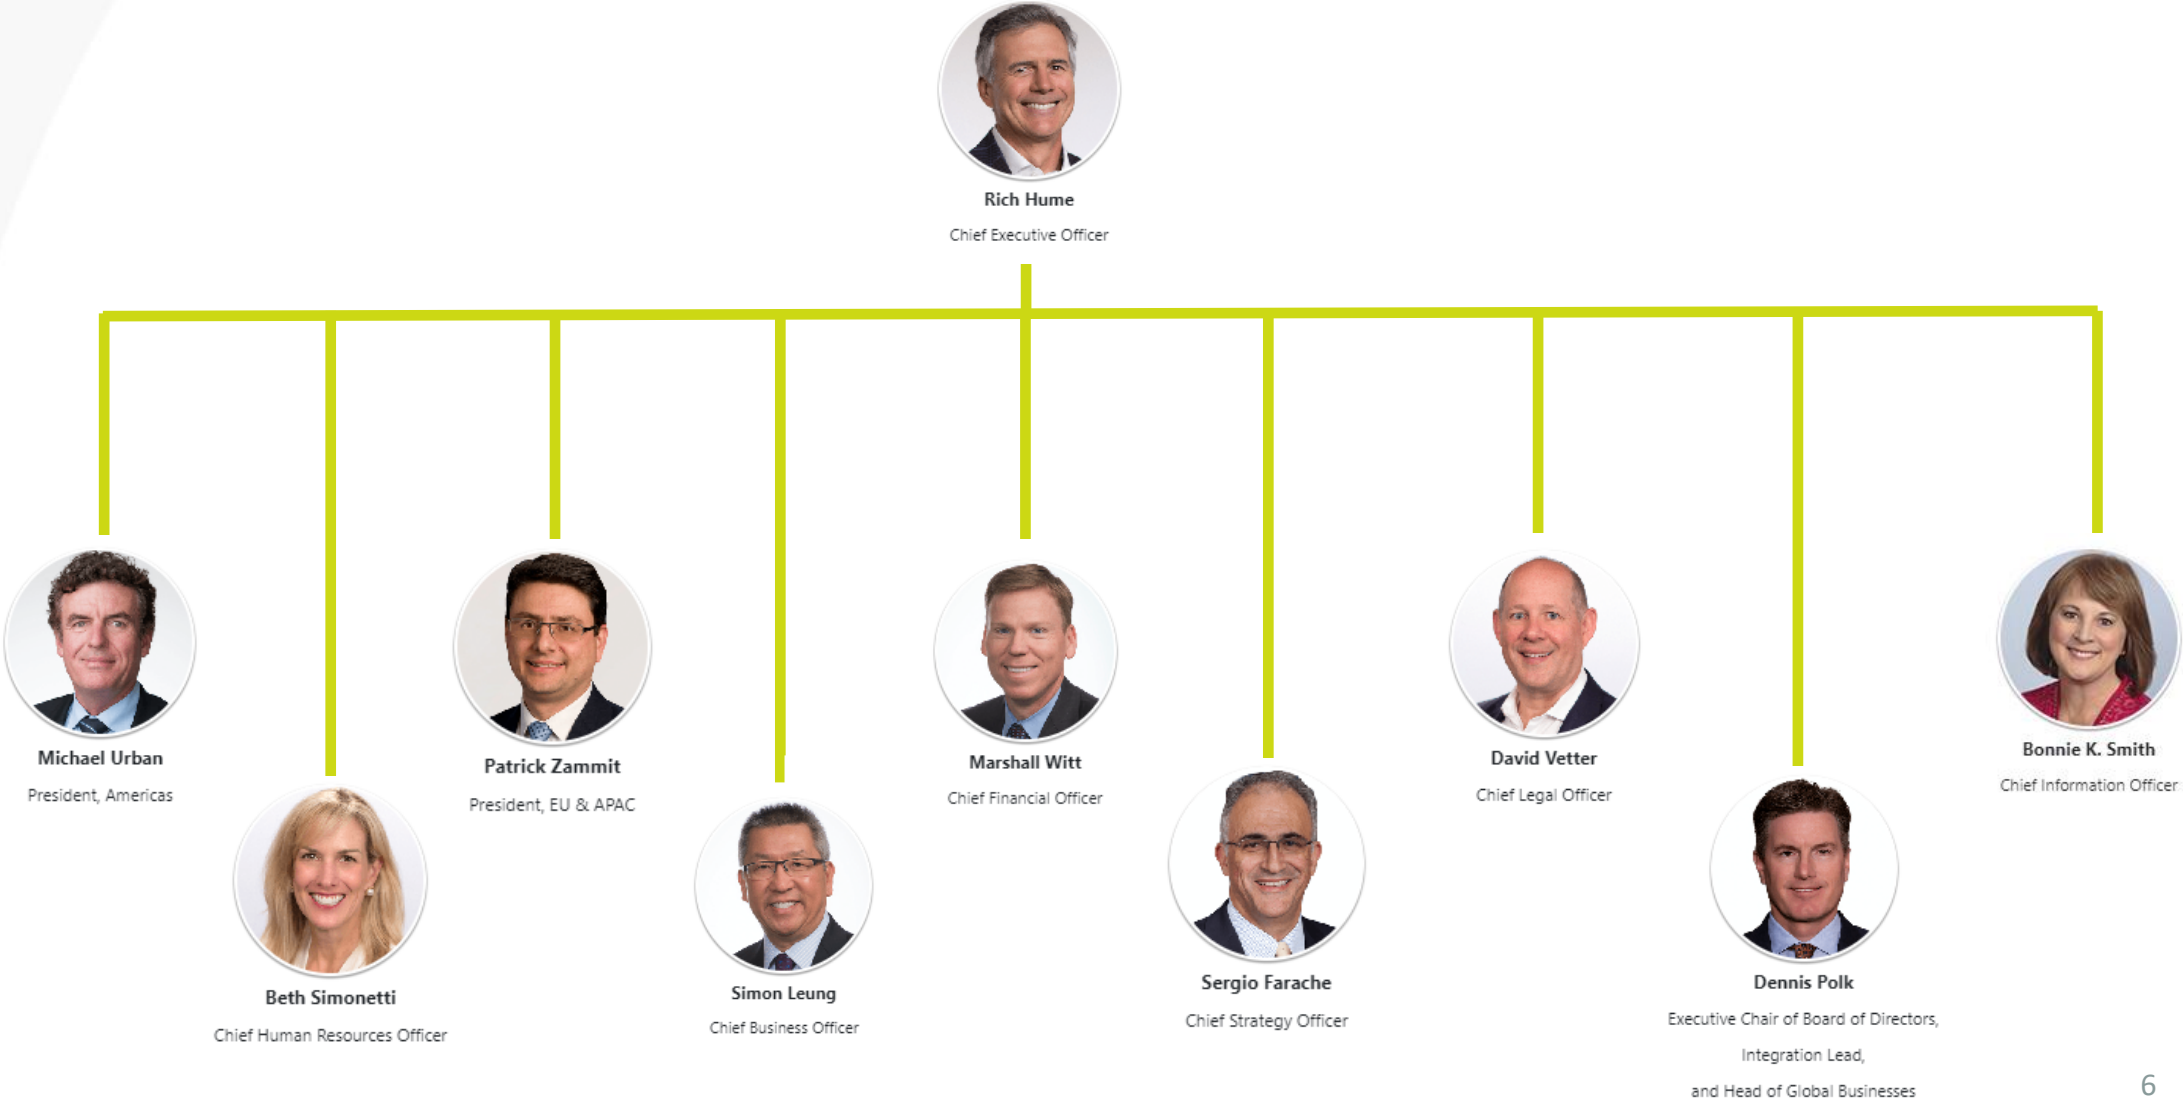 Rich Hume
Chief Executive Officer
Michael Urban
President, Americas
Beth Simonetti
Chief Human Resources Officer
Patrick Zammit
President, EU & APAC
Simon Leung
Chief Business Officer
Marshall Witt
Chief Financial Officer
Sergio Farache
Chief Strategy Officer
David Vetter
Chief Legal Officer
Dennis Polk
Executive Chair of Board of Directors,
Integration Lead,
and Head of Global Businesses
Bonnie K. Smith
Chief Information Officer
6